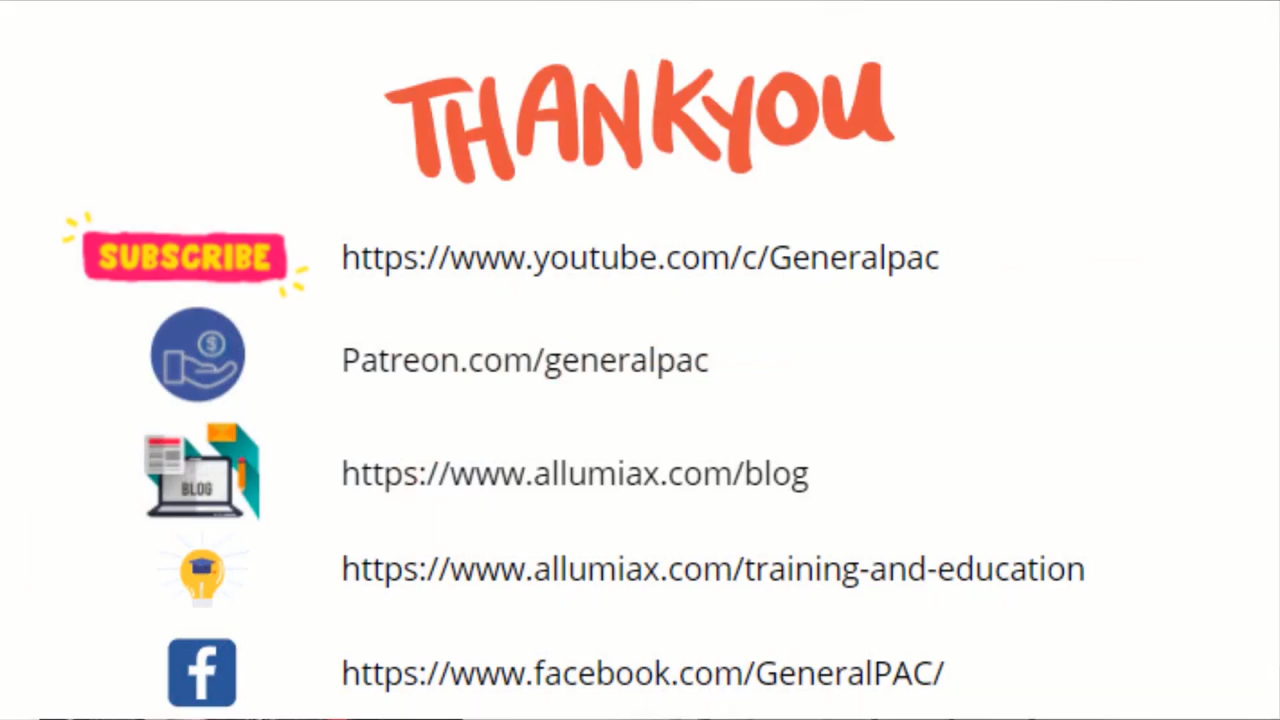 THANKYOU
SUBSCRIBE
https://www.youtube.com/c/Generalpac
$
Patreon.com/generalpac
BLOG
https://www.allumiax.com/blog
https://www.allumiax.com/training-and-education
f
https://www.facebook.com/GeneralPAC/